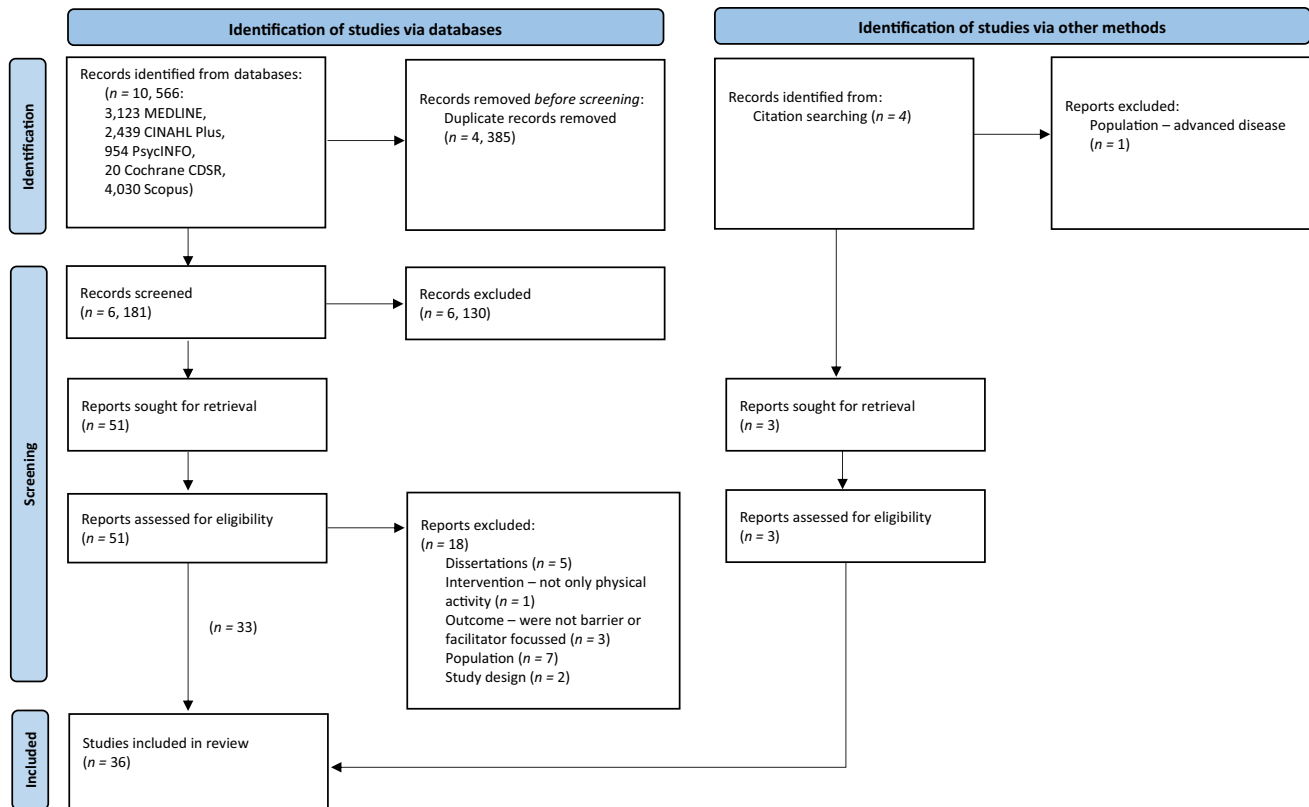 Identification of studies via databases
Identification of studies via other methods
Identification
Records identified from databases:
(n = 10, 566:
3,123 MEDLINE,
2,439 CINAHL Plus,
954 PsycINFO,
20 Cochrane CDSR,
4,030 Scopus)
Records removed before screening:
Duplicate records removed
(n = 4, 385)
Records identified from:
Citation searching (n = 4)
Reports excluded:
Population – advanced disease
(n = 1)
Screening
Records screened
(n = 6, 181)
Records excluded
(n = 6, 130)
Reports sought for retrieval
(n = 51)
Reports sought for retrieval
(n = 3)
Reports assessed for eligibility
(n = 51)
Reports excluded:
(n = 18)
Dissertations (n = 5)
Intervention – not only physical
activity (n = 1)
Outcome – were not barrier or
facilitator focussed (n = 3)
Population (n = 7)
Study design (n = 2)
Reports assessed for eligibility
(n = 3)
(n = 33)
Included
Studies included in review
(n = 36)